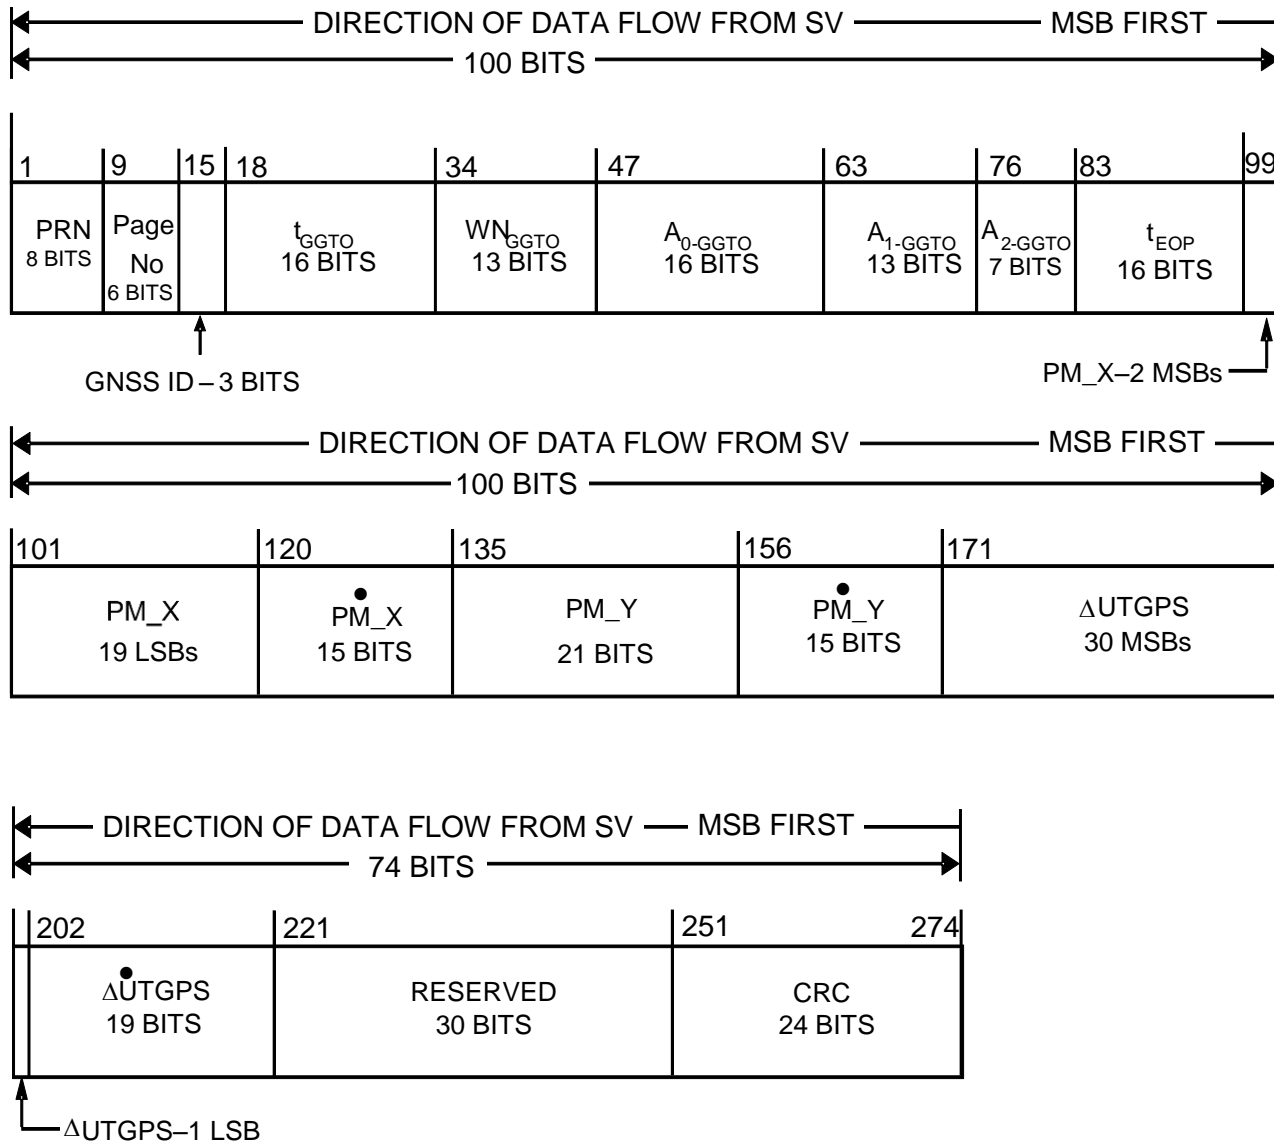 DIRECTION OF DATA FLOW FROM SV MSB FIRST
100 BITS
1 9 15 18 34 47 63 76 83 99
PRN
8 BITS
Page
No
6 BITS
tGGTO
16 BITS
WNGGTO
13 BITS
A0-GGTO
16 BITS
A1-GGTO
13 BITS
A2-GGTO
7 BITS
tEOP
16 BITS
GNSS ID – 3 BITS
PM_X–2 MSBs
DIRECTION OF DATA FLOW FROM SV MSB FIRST
100 BITS
101 120 135 156 171
PM_X
19 LSBs
●
PM_X
15 BITS
PM_Y
21 BITS
●
PM_Y
15 BITS
ΔUTGPS
30 MSBs
DIRECTION OF DATA FLOW FROM SV MSB FIRST
74 BITS
202 221 251 274
●
ΔUTGPS
19 BITS
RESERVED
30 BITS
CRC
24 BITS
ΔUTGPS–1 LSB